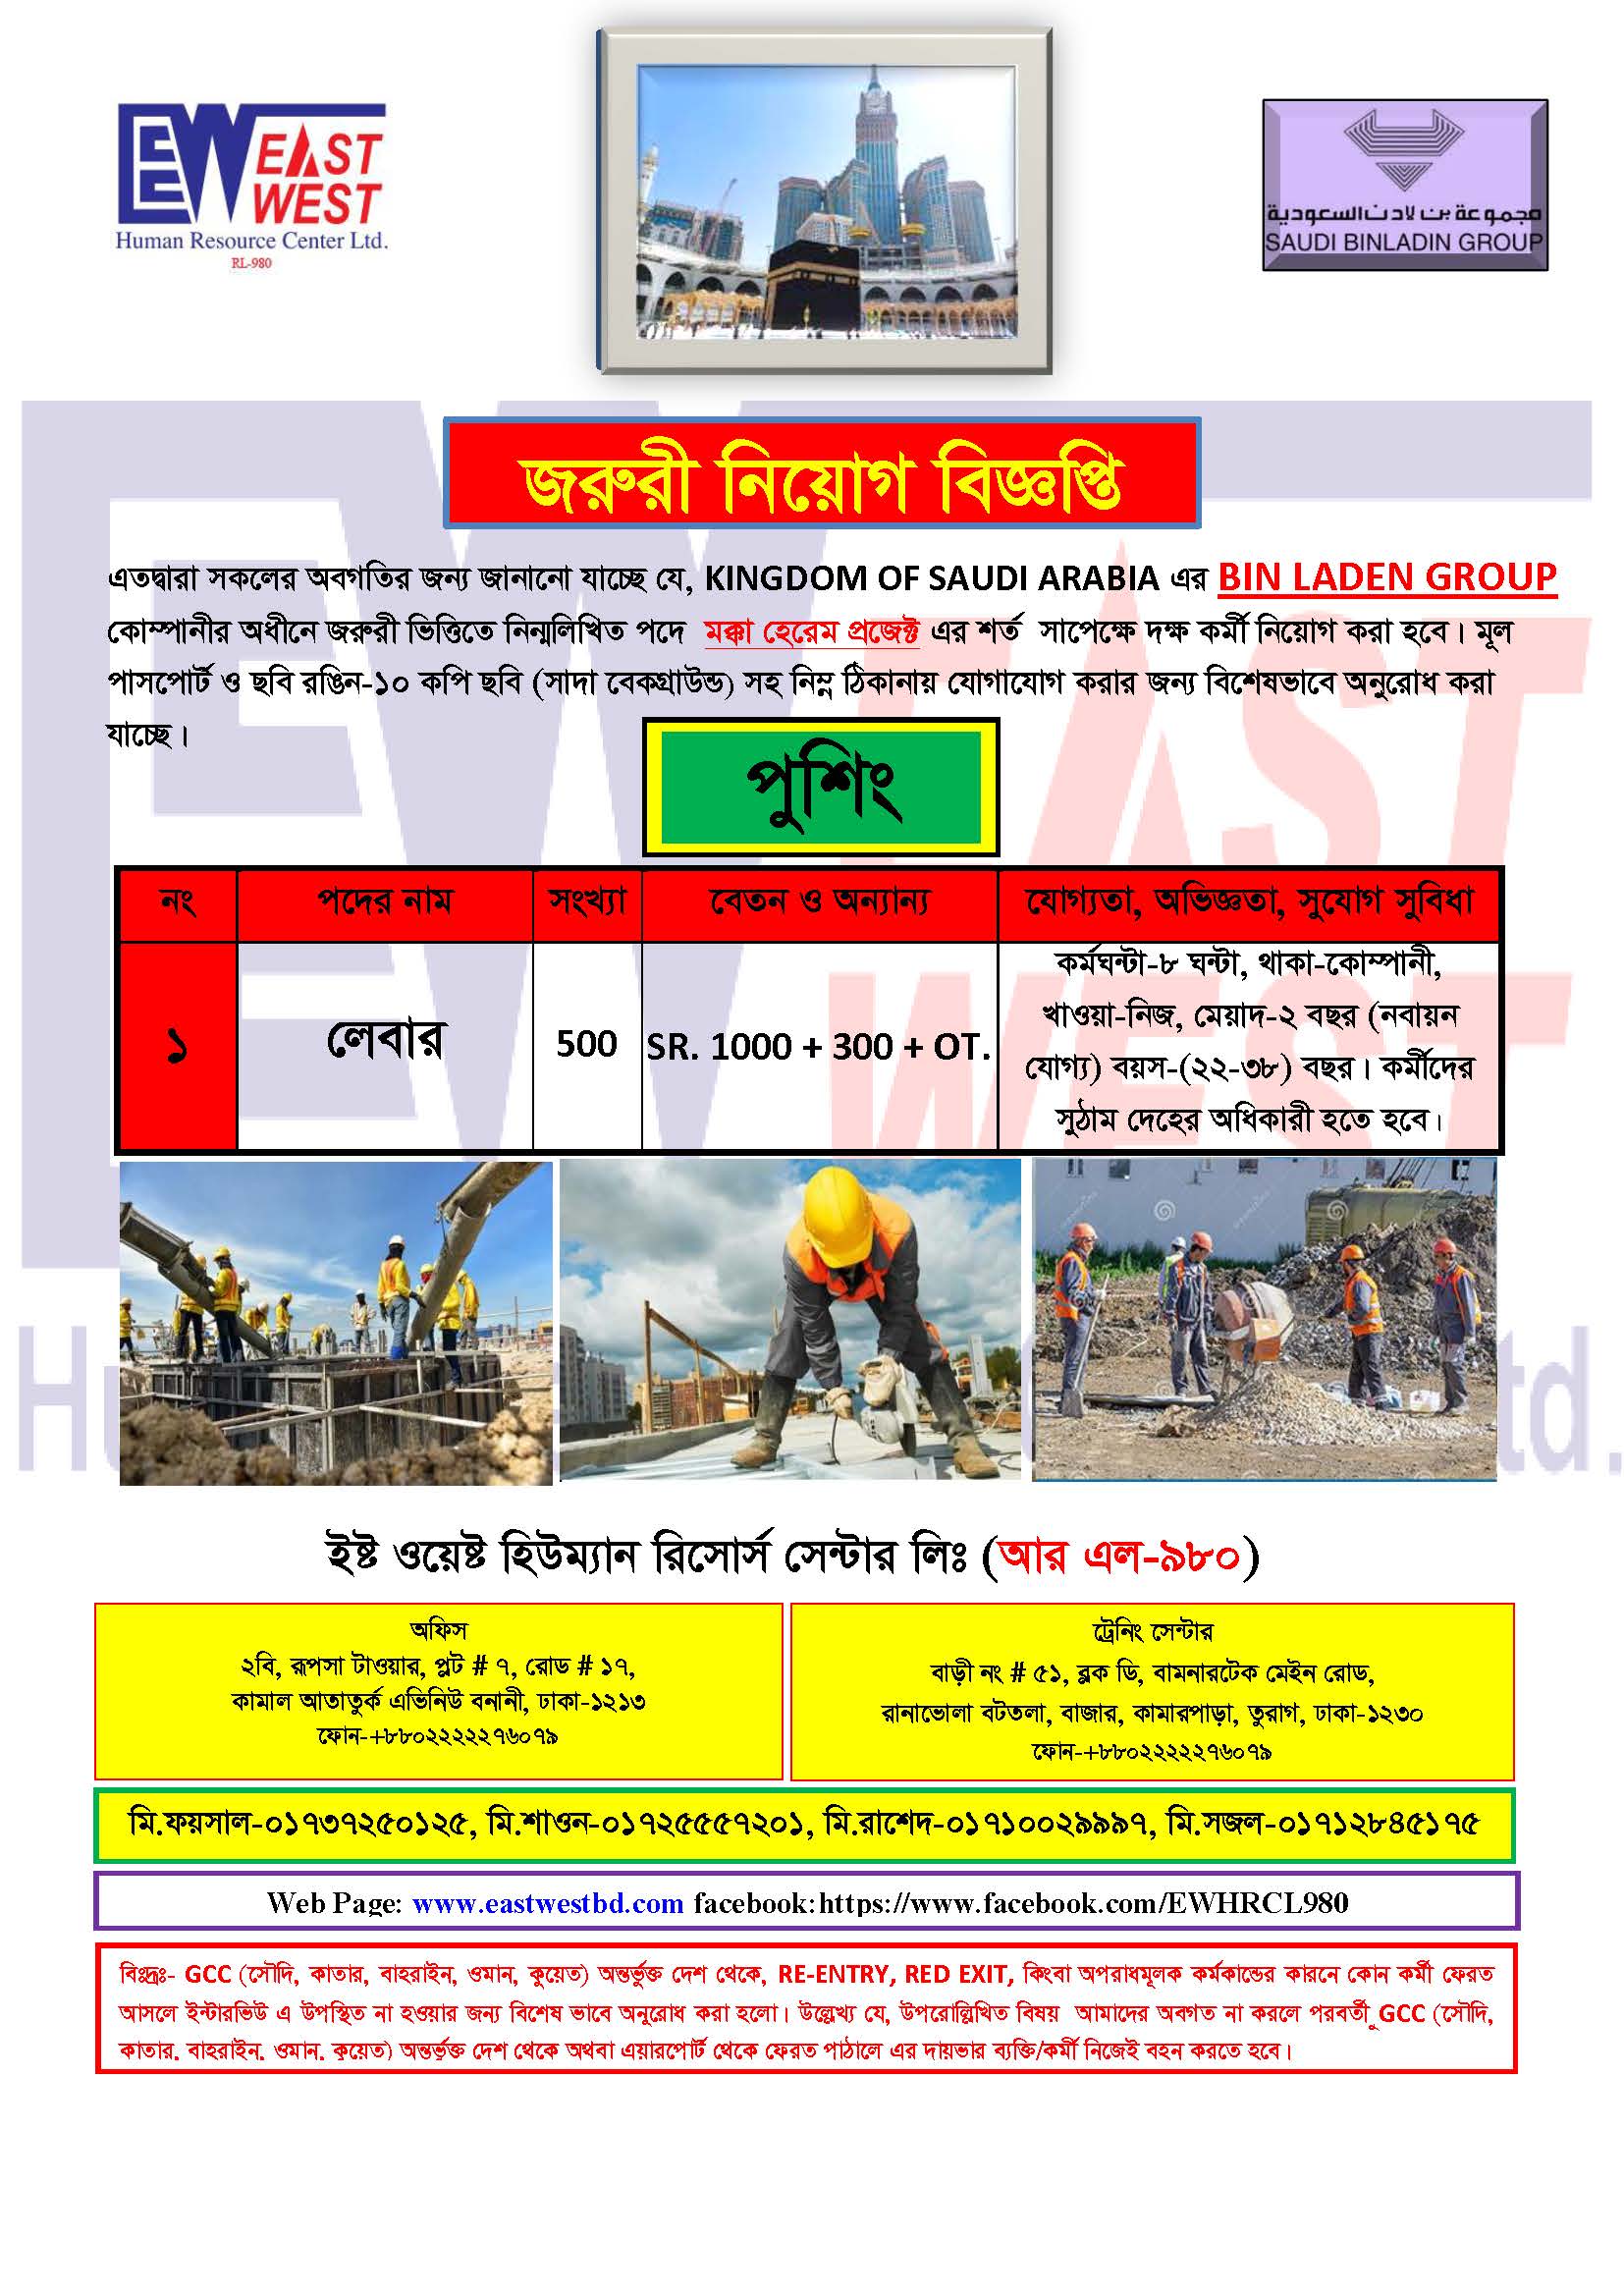 EAST
WEST
Human Resource Center Ltd.
RL-980
مجموعة بن لادن السعودية
SAUDI BINLADIN GROUP
জরুরী নিয়োগ বিজ্ঞপ্তি
এতদ্বারা সকলের অবগতির জন্য জানানো যাচ্ছে যে, KINGDOM OF SAUDI ARABIA এর BIN LADEN GROUP
কোম্পানীর অধীনে জরুরী ভিত্তিতে নিন্মলিখিত পদে মক্কা হেরেম প্রজেক্ট এর শর্ত সাপেক্ষে দক্ষ কর্মী নিয়োগ করা হবে। মূল
পাসপোর্ট ও ছবি রঙিন-১০ কপি ছবি (সাদা বেকগ্রাউন্ড) সহ নিম্ন ঠিকানায় যোগাযোগ করার জন্য বিশেষভাবে অনুরোধ করা
যাচ্ছে।
পুশিং
নং পদের নাম সংখ্যা বেতন ও অন্যান্য যোগ্যতা, অভিজ্ঞতা, সুযোগ সুবিধা
১ লেবার 500 SR. 1000 + 300 + OT.
কর্মঘন্টা-৮ ঘন্টা, থাকা-কোম্পানী,
খাওয়া-নিজ, মেয়াদ-২ বছর (নবায়ন
যোগ্য) বয়স-(২২-৩৮) বছর। কর্মীদের
সুঠাম দেহের অধিকারী হতে হবে।
ইষ্ট ওয়েষ্ট হিউম্যান রিসোর্স সেন্টার লিঃ (আর এল-৯৮০)
অফিস
২বি, রূপসা টাওয়ার, প্লট # ৭, রোড # ১৭,
কামাল আতাতুর্ক এভিনিউ বনানী, ঢাকা-১২১৩
ফোন-+৮৮০২২২২২৭৬০৭৯
ট্রেনিং সেন্টার
বাড়ী নং # ৫১, ব্লক ডি, বামনারটেক মেইন রোড,
রানাভোলা বটতলা, বাজার, কামারপাড়া, তুরাগ, ঢাকা-১২৩০
ফোন-+৮৮০২২২২২৭৬০৭৯
মি.ফয়সাল-০১৭৩৭২৫০১২৫, মি.শাওন-০১৭২৫৫৫৭২০১, মি.রাশেদ-০১৭১০০২৯৯৯৭, মি.সজল-০১৭১২৮৪৫১৭৫
Web Page: www.eastwestbd.com facebook:https://www.facebook.com/EWHRCL980
বিঃদ্রঃ- GCC (সৌদি, কাতার, বাহরাইন, ওমান, কুয়েত) অন্তর্ভুক্ত দেশ থেকে, RE-ENTRY, RED EXIT, কিংবা অপরাধমূলক কর্মকান্ডের কারনে কোন কর্মী ফেরত
আসলে ইন্টারভিউ এ উপস্থিত না হওয়ার জন্য বিশেষ ভাবে অনুরোধ করা হলো। উল্লেখ্য যে, উপরোল্লিখিত বিষয় আমাদের অবগত না করলে পরবর্তী GCC (সৌদি,
কাতার, বাহরাইন, ওমান, কুয়েত) অন্তর্ভুক্ত দেশ থেকে অথবা এয়ারপোর্ট থেকে ফেরত পাঠালে এর দায়ভার ব্যক্তি/কর্মী নিজেই বহন করতে হবে।